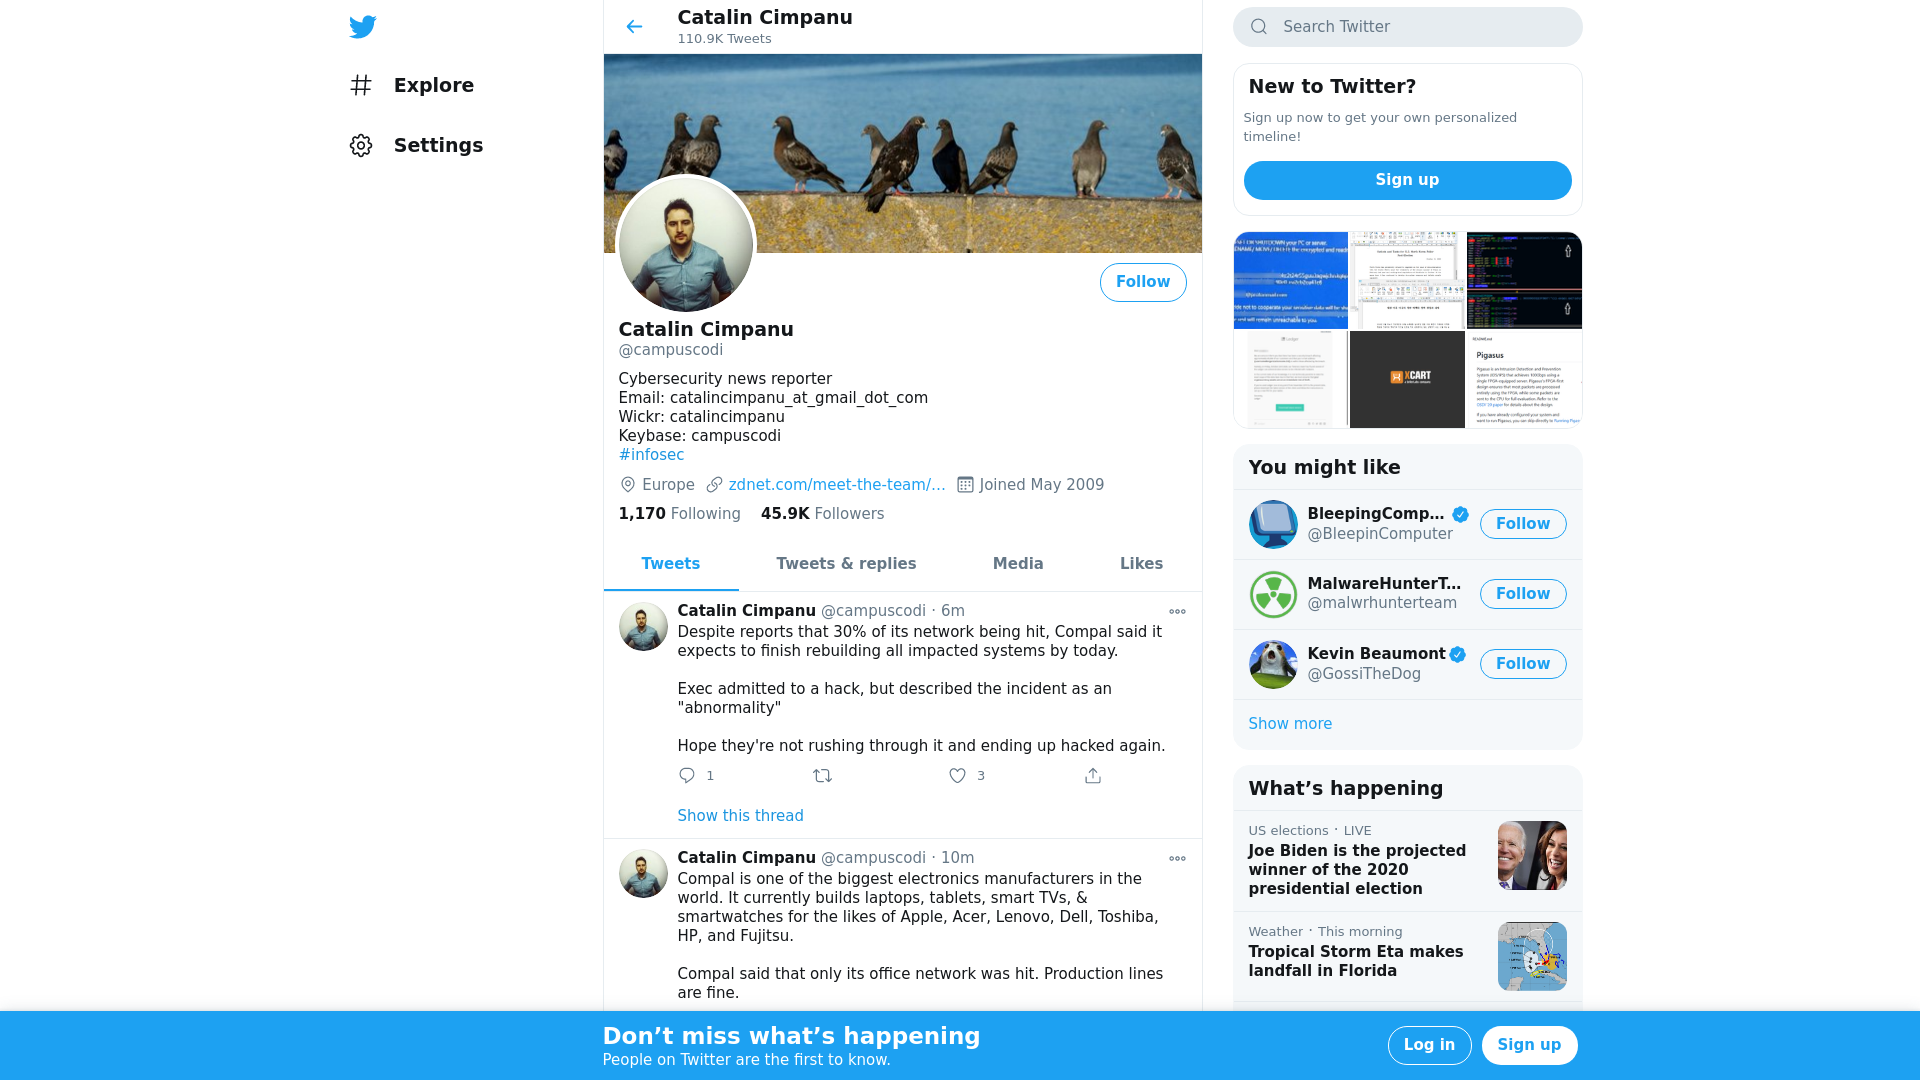 Explore
Settings
Catalin Cimpanu
110.9K Tweets
Follow
Catalin Cimpanu
@campuscodi
Cybersecurity news reporter
Email: catalincimpanu_at_gmail_dot_com
Wickr: catalincimpanu
Keybase: campuscodi
#infosec
Europe zdnet.com/meet-the-team/… Joined May 2009
1,170 Following 45.9K Followers
Tweets Tweets & replies Media Likes
Catalin Cimpanu @campuscodi · 6m
Despite reports that 30% of its network being hit, Compal said it
expects to finish rebuilding all impacted systems by today.
Exec admitted to a hack, but described the incident as an
"abnormality"
Hope they're not rushing through it and ending up hacked again.
1 3
Show this thread
Catalin Cimpanu @campuscodi · 10m
Compal is one of the biggest electronics manufacturers in the
world. It currently builds laptops, tablets, smart TVs, &
smartwatches for the likes of Apple, Acer, Lenovo, Dell, Toshiba,
HP, and Fujitsu.
Compal said that only its office network was hit. Production lines
are fine.
Search Twitter
New to Twitter?
Sign up now to get your own personalized
timeline!
Sign up
XCART
Pigasus
You might like
BleepingComp… Follow
@BleepinComputer
MalwareHunterT… Follow
@malwrhunterteam
Kevin Beaumont Follow
@GossiTheDog
Show more
What’s happening
US elections · LIVE
Joe Biden is the projected
winner of the 2020
presidential election
Weather · This morning
Tropical Storm Eta makes
landfall in Florida
Don’t miss what’s happening
People on Twitter are the first to know.
Log in Sign up